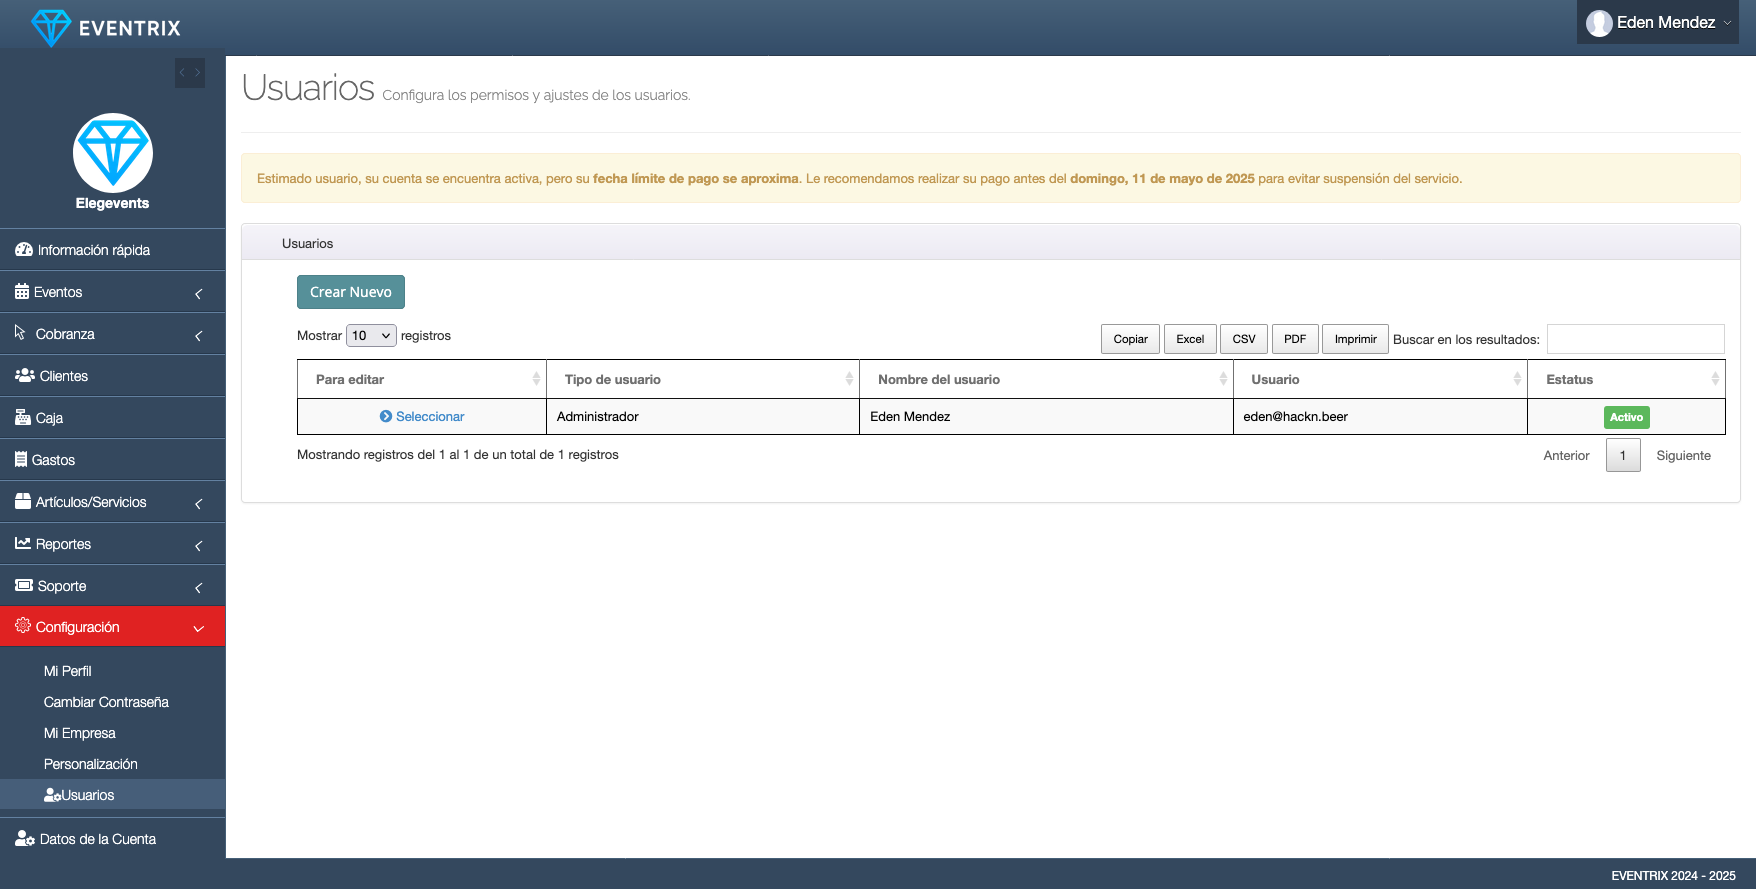 EVENTRIX
Eden Mendez
Elegevents
Información rápida
Eventos
Cobranza
Clientes
Caja
Gastos
Artículos/Servicios
Reportes
Soporte
Configuración
Mi Perfil
Cambiar Contraseña
Mi Empresa
Personalización
Usuarios
Datos de la Cuenta
Usuarios Configura los permisos y ajustes de los usuarios.
Estimado usuario, su cuenta se encuentra activa, pero su fecha límite de pago se aproxima. Le recomendamos realizar su pago antes del domingo, 11 de mayo de 2025 para evitar suspensión del servicio.
Usuarios
Crear Nuevo
Mostrar 10 registros
Copiar Excel CSV PDF Imprimir Buscar en los resultados:
Para editar Tipo de usuario Nombre del usuario Usuario Estatus
Seleccionar Administrador Eden Mendez eden@hackn.beer Activo
Mostrando registros del 1 al 1 de un total de 1 registros
Anterior 1 Siguiente
EVENTRIX 2024 - 2025